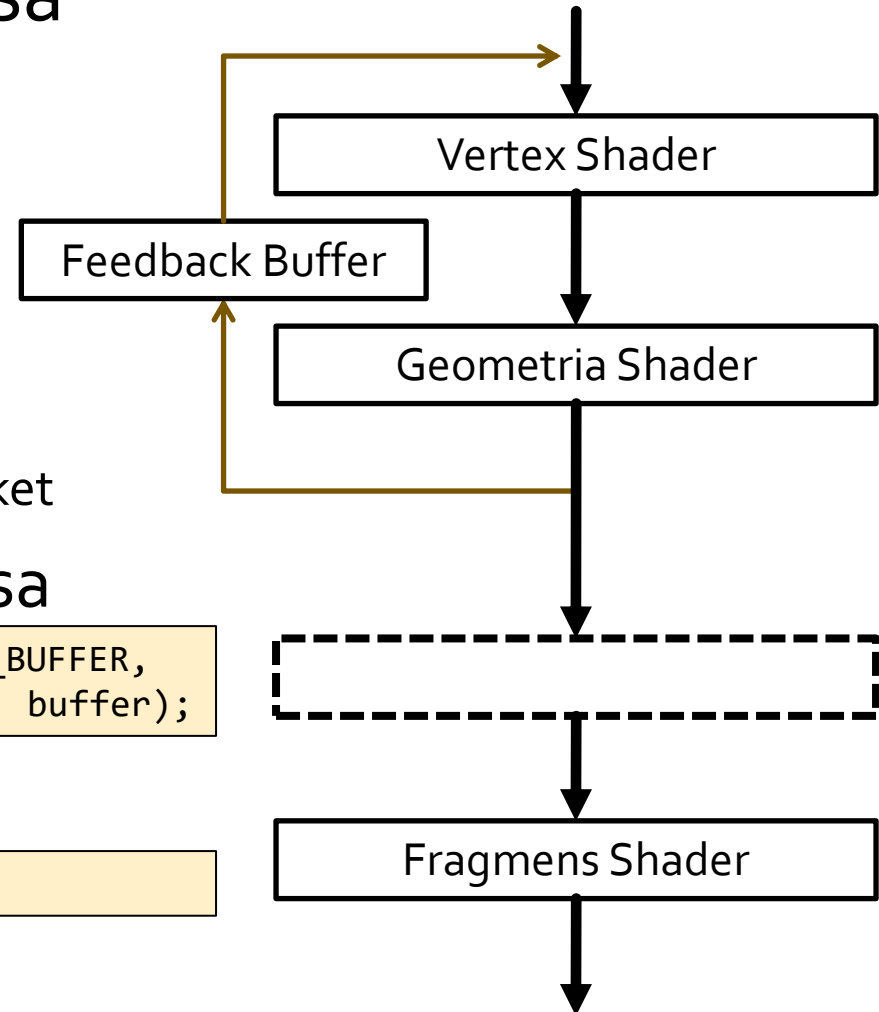 sa
Vertex Shader
Feedback Buffer
Geometria Shader
ket
sa
_BUFFER,
buffer);
Fragmens Shader